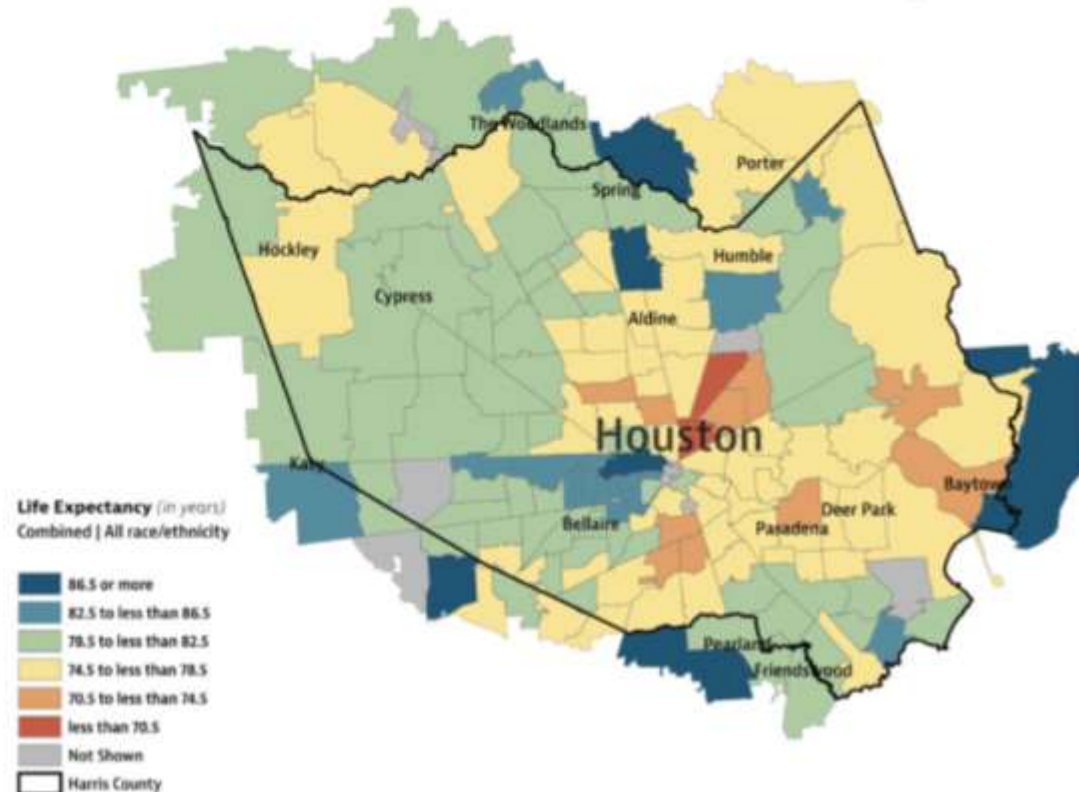 The Woodlands
Porter
Spring
Hockley
Humble
Cypress
Aldine
Houston
Katy
Baytown
Bellaire
Deer Park
Pasadena
Pearland
Friendswood
Life Expectancy (in years)
Combined | All race/ethnicity
86.5 or more
82.5 to less than 86.5
78.5 to less than 82.5
74.5 to less than 78.5
70.5 to less than 74.5
less than 70.5
Not Shown
Harris County